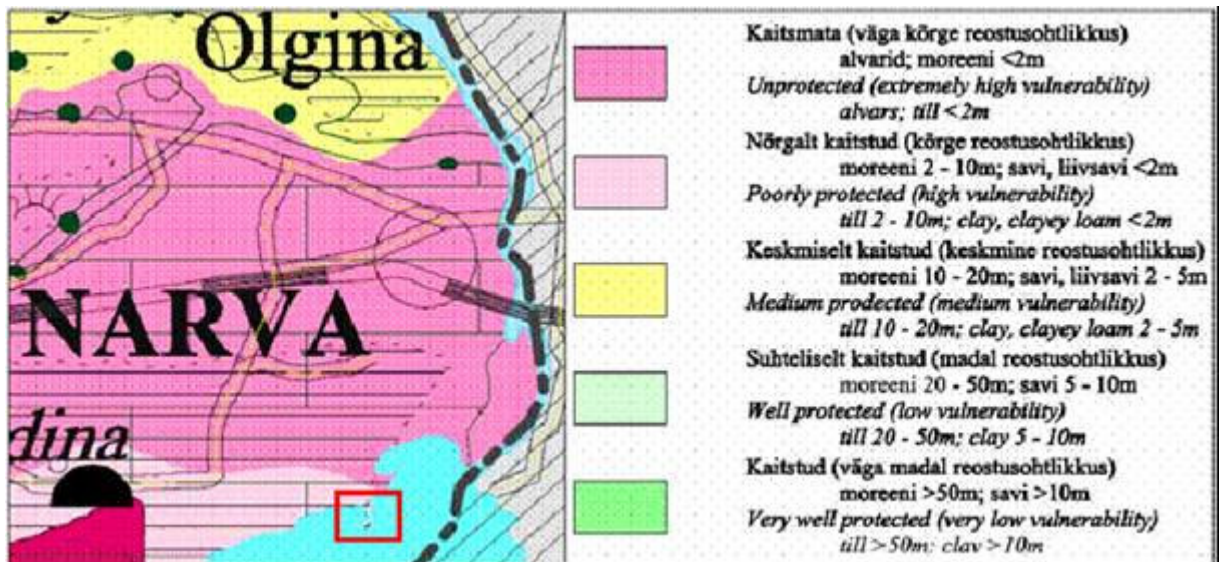 Olgina
NARVA
dina
Kaitsmata (väga kõrge reostusohtlikkus)
alvarid; moreeni <2m
Unprotected (extremely high vulnerability)
alvars; till <2m
Nõrgalt kaitstud (kõrge reostusohtlikkus)
moreeni 2 - 10m; savi, liivsavi <2m
Poorly protected (high vulnerability)
till 2 - 10m; clay, clayey loam <2m
Keskmiselt kaitstud (keskmine reostusohtlikkus)
moreeni 10 - 20m; savi, liivsavi 2 - 5m
Medium prodected (medium vulnerability)
till 10 - 20m; clay, clayey loam 2 - 5m
Suhteliselt kaitstud (madal reostusohtlikkus)
moreeni 20 - 50m; savi 5 - 10m
Well protected (low vulnerability)
till 20 - 50m; clay 5 - 10m
Kaitstud (väga madal reostusohtlikkus)
moreeni >50m; savi >10m
Very well protected (very low vulnerability)
till >50m; clay >10m